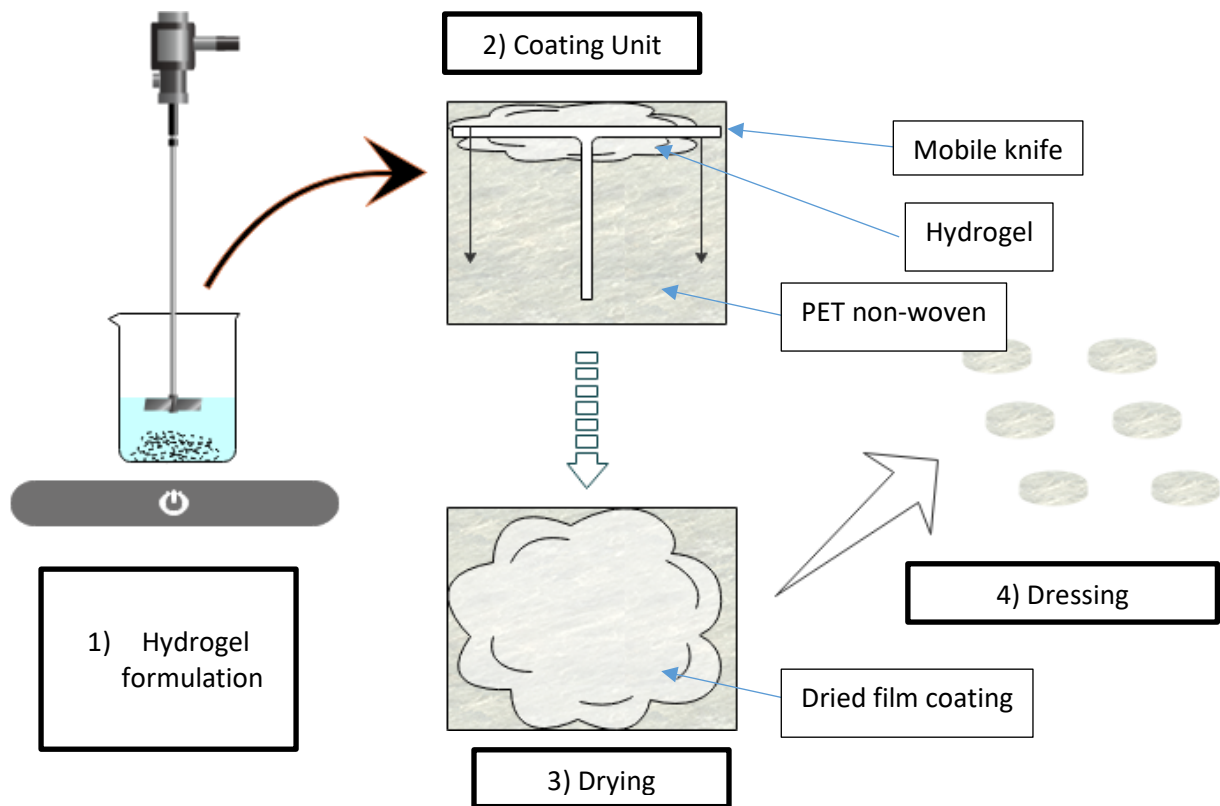 2) Coating Unit
Mobile knife
Hydrogel
PET non-woven
1) Hydrogel
formulation
4) Dressing
Dried film coating
3) Drying